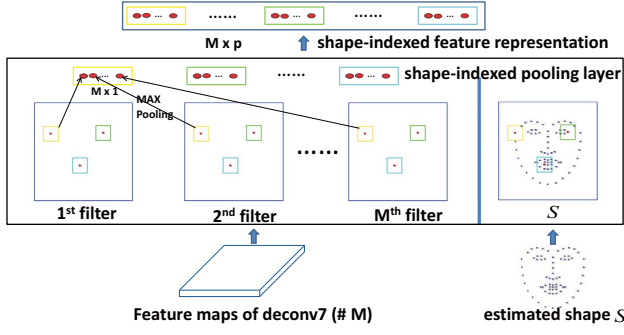 ... ...... ... ...... ...
M x p
shape-indexed feature representation
... ... ...... ...
shape-indexed pooling layer
M x 1
MAX
Pooling
......
1st filter
2nd filter
Mth filter
S
Feature maps of deconv7 (# M)
estimated shape S